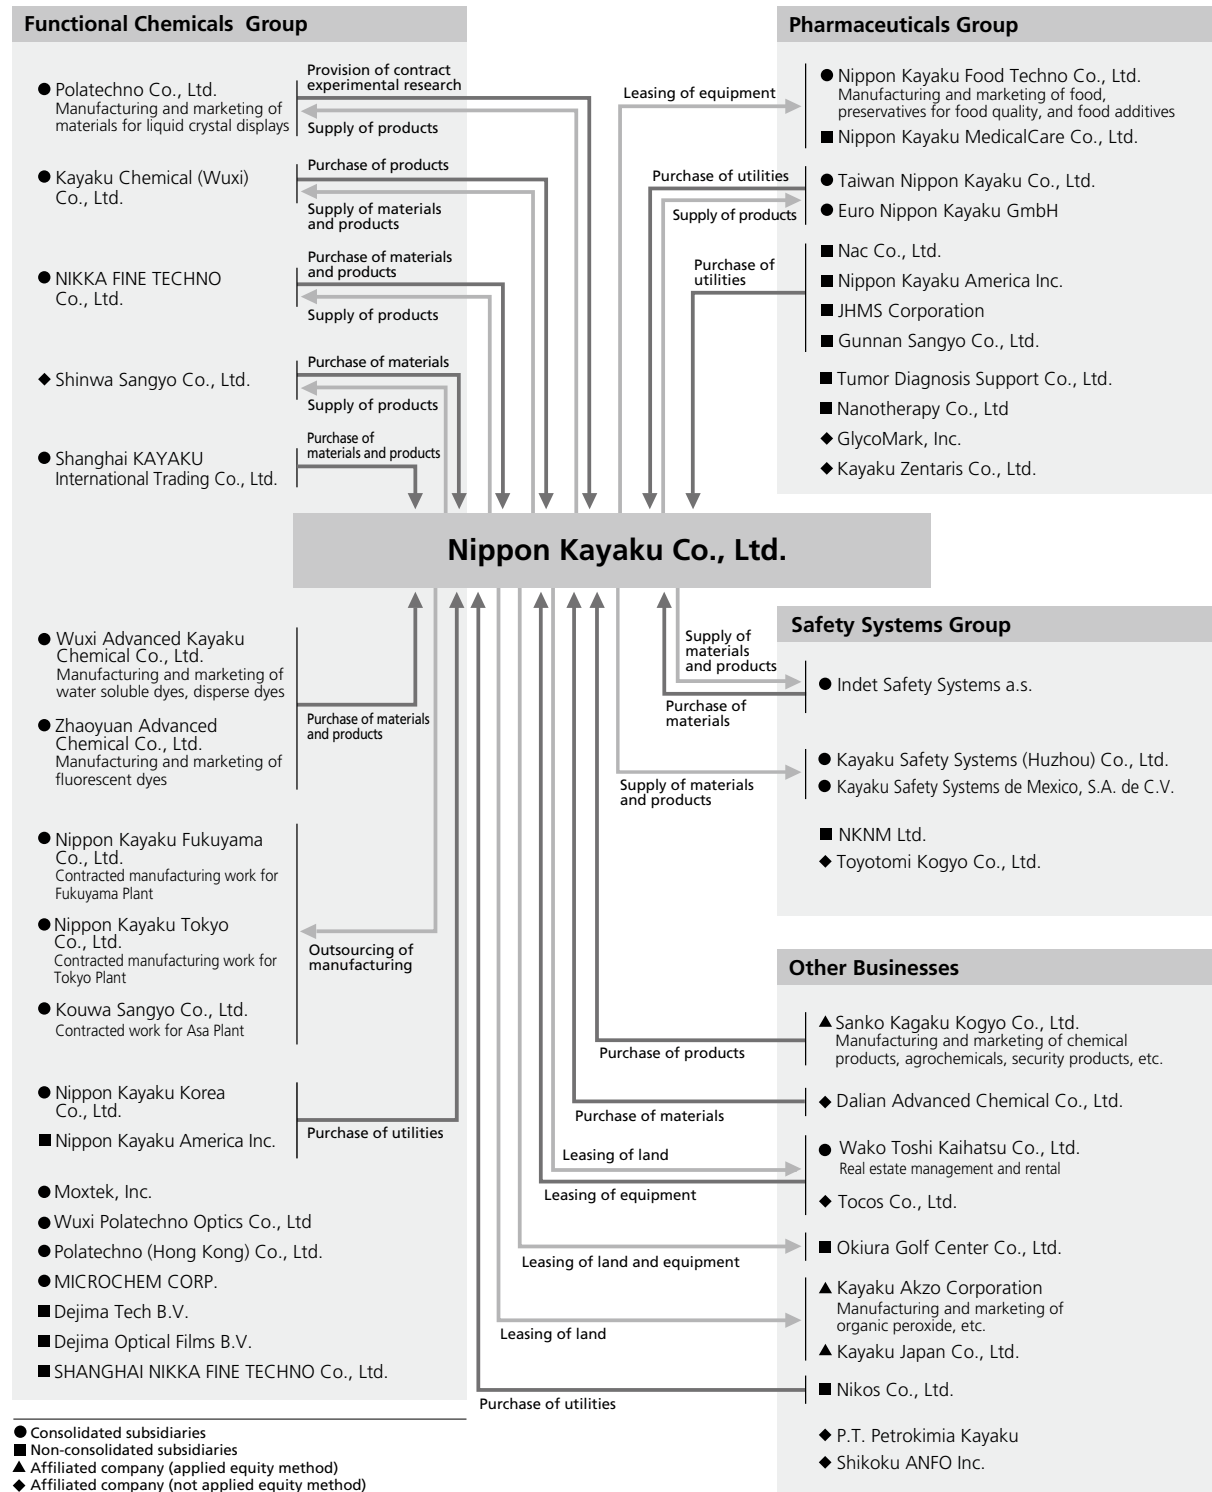 Functional Chemicals Group
● Polatechno Co., Ltd.
Manufacturing and marketing of
materials for liquid crystal displays
Provision of contract
experimental research
Supply of products
● Kayaku Chemical (Wuxi)
Co., Ltd.
Purchase of products
Supply of materials
and products
● NIKKA FINE TECHNO
Co., Ltd.
Purchase of materials
and products
Supply of products
◆ Shinwa Sangyo Co., Ltd.
Purchase of materials
Supply of products
● Shanghai KAYAKU
International Trading Co., Ltd.
Purchase of
materials and products
Pharmaceuticals Group
Leasing of equipment
● Nippon Kayaku Food Techno Co., Ltd.
Manufacturing and marketing of food,
preservatives for food quality, and food additives
■ Nippon Kayaku MedicalCare Co., Ltd.
Purchase of utilities
Supply of products
● Taiwan Nippon Kayaku Co., Ltd.
● Euro Nippon Kayaku GmbH
Purchase of
utilities
■ Nac Co., Ltd.
■ Nippon Kayaku America Inc.
■ JHMS Corporation
■ Gunnan Sangyo Co., Ltd.
■ Tumor Diagnosis Support Co., Ltd.
■ Nanotherapy Co., Ltd
◆ GlycoMark, Inc.
◆ Kayaku Zentaris Co., Ltd.
Nippon Kayaku Co., Ltd.
● Wuxi Advanced Kayaku
Chemical Co., Ltd.
Manufacturing and marketing of
water soluble dyes, disperse dyes
● Zhaoyuan Advanced
Chemical Co., Ltd.
Manufacturing and marketing of
fluorescent dyes
Purchase of materials
and products
● Nippon Kayaku Fukuyama
Co., Ltd.
Contracted manufacturing work for
Fukuyama Plant
● Nippon Kayaku Tokyo
Co., Ltd.
Contracted manufacturing work for
Tokyo Plant
● Kouwa Sangyo Co., Ltd.
Contracted work for Asa Plant
Outsourcing of
manufacturing
● Nippon Kayaku Korea
Co., Ltd.
■ Nippon Kayaku America Inc.
Purchase of utilities
● Moxtek, Inc.
● Wuxi Polatechno Optics Co., Ltd
● Polatechno (Hong Kong) Co., Ltd.
● MICROCHEM CORP.
■ Dejima Tech B.V.
■ Dejima Optical Films B.V.
■ SHANGHAI NIKKA FINE TECHNO Co., Ltd.
Safety Systems Group
Supply of
materials
and products
Purchase of
materials
● Indet Safety Systems a.s.
Supply of materials
and products
● Kayaku Safety Systems (Huzhou) Co., Ltd.
● Kayaku Safety Systems de Mexico, S.A. de C.V.
■ NKNM Ltd.
◆ Toyotomi Kogyo Co., Ltd.
Other Businesses
Purchase of products
▲ Sanko Kagaku Kogyo Co., Ltd.
Manufacturing and marketing of chemical
products, agrochemicals, security products, etc.
Purchase of materials
◆ Dalian Advanced Chemical Co., Ltd.
Leasing of land
Leasing of equipment
● Wako Toshi Kaihatsu Co., Ltd.
Real estate management and rental
◆ Tocos Co., Ltd.
Leasing of land and equipment
■ Okiura Golf Center Co., Ltd.
Leasing of land
▲ Kayaku Akzo Corporation
Manufacturing and marketing of
organic peroxide, etc.
▲ Kayaku Japan Co., Ltd.
Purchase of utilities
■ Nikos Co., Ltd.
◆ P.T. Petrokimia Kayaku
◆ Shikoku ANFO Inc.
● Consolidated subsidiaries
■ Non-consolidated subsidiaries
▲ Affiliated company (applied equity method)
◆ Affiliated company (not applied equity method)